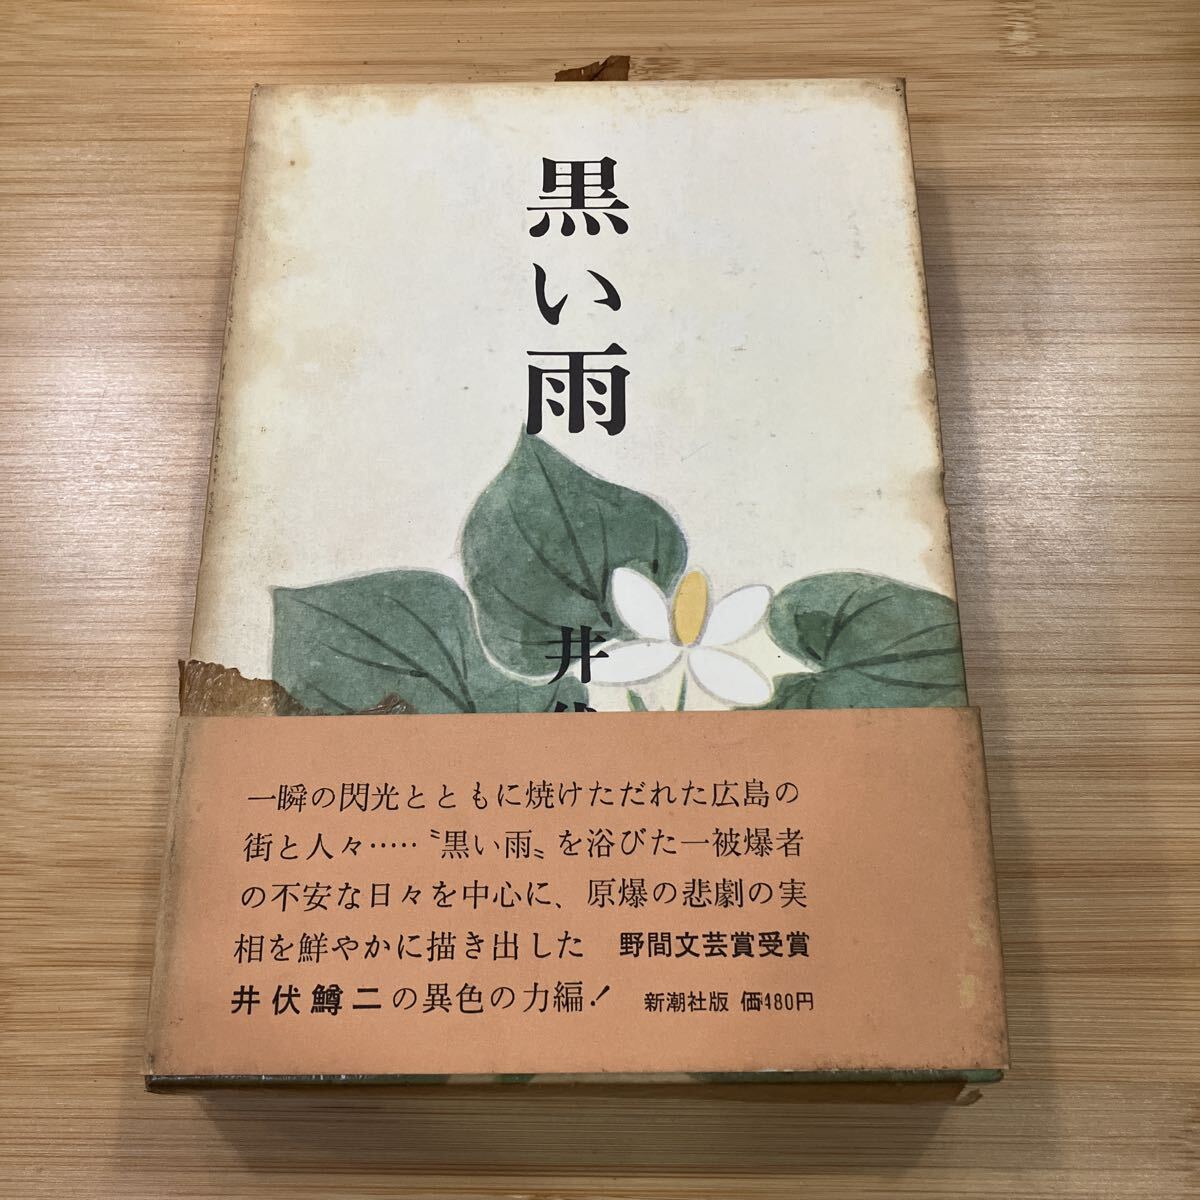 黒い雨
井伏
一瞬の閃光とともに焼けただれた広島の
街と人々……〝黒い雨〟を浴びた一被爆者
の不安な日々を中心に、原爆の悲劇の実
相を鮮やかに描き出した 野間文芸賞受賞
井伏鱒二の異色の力編！ 新潮社版 価480円